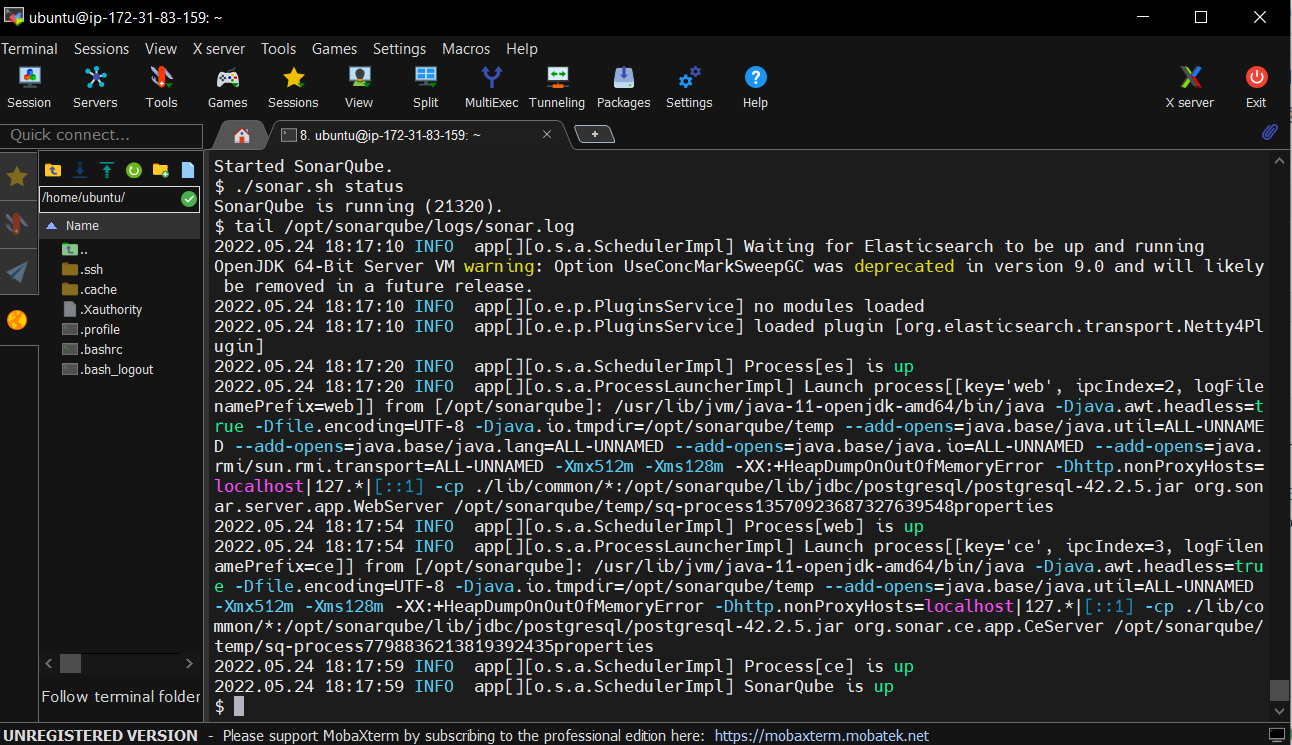 ubuntu@ip-172-31-83-159: ~
Terminal Sessions View X server Tools Games Settings Macros Help
Session Servers Tools Games Sessions View Split MultiExec Tunneling Packages Settings Help X server Exit
Quick connect...
8. ubuntu@ip-172-31-83-159: ~
/home/ubuntu/
Name
..
.ssh
.cache
.Xauthority
.profile
.bashrc
.bash_logout
Follow terminal folder
Started SonarQube.
$ ./sonar.sh status
SonarQube is running (21320).
$ tail /opt/sonarqube/logs/sonar.log
2022.05.24 18:17:10 INFO  app[][o.s.a.SchedulerImpl] Waiting for Elasticsearch to be up and running
OpenJDK 64-Bit Server VM warning: Option UseConcMarkSweepGC was deprecated in version 9.0 and will likely
 be removed in a future release.
2022.05.24 18:17:10 INFO  app[][o.e.p.PluginsService] no modules loaded
2022.05.24 18:17:10 INFO  app[][o.e.p.PluginsService] loaded plugin [org.elasticsearch.transport.Netty4Pl
ugin]
2022.05.24 18:17:20 INFO  app[][o.s.a.SchedulerImpl] Process[es] is up
2022.05.24 18:17:20 INFO  app[][o.s.a.ProcessLauncherImpl] Launch process[[key='web', ipcIndex=2, logFile
namePrefix=web]] from [/opt/sonarqube]: /usr/lib/jvm/java-11-openjdk-amd64/bin/java -Djava.awt.headless=t
rue -Dfile.encoding=UTF-8 -Djava.io.tmpdir=/opt/sonarqube/temp --add-opens=java.base/java.util=ALL-UNNAME
D --add-opens=java.base/java.lang=ALL-UNNAMED --add-opens=java.base/java.io=ALL-UNNAMED --add-opens=java.
rmi/sun.rmi.transport=ALL-UNNAMED -Xmx512m -Xms128m -XX:+HeapDumpOnOutOfMemoryError -Dhttp.nonProxyHosts=
localhost|127.*|[::1] -cp ./lib/common/*:/opt/sonarqube/lib/jdbc/postgresql/postgresql-42.2.5.jar org.son
ar.server.app.WebServer /opt/sonarqube/temp/sq-process13570923687327639548properties
2022.05.24 18:17:54 INFO  app[][o.s.a.SchedulerImpl] Process[web] is up
2022.05.24 18:17:54 INFO  app[][o.s.a.ProcessLauncherImpl] Launch process[[key='ce', ipcIndex=3, logFilen
amePrefix=ce]] from [/opt/sonarqube]: /usr/lib/jvm/java-11-openjdk-amd64/bin/java -Djava.awt.headless=tru
e -Dfile.encoding=UTF-8 -Djava.io.tmpdir=/opt/sonarqube/temp --add-opens=java.base/java.util=ALL-UNNAMED
-Xmx512m -Xms128m -XX:+HeapDumpOnOutOfMemoryError -Dhttp.nonProxyHosts=localhost|127.*|[::1] -cp ./lib/co
mmon/*:/opt/sonarqube/lib/jdbc/postgresql/postgresql-42.2.5.jar org.sonar.ce.app.CeServer /opt/sonarqube/
temp/sq-process7798836213819392435properties
2022.05.24 18:17:59 INFO  app[][o.s.a.SchedulerImpl] Process[ce] is up
2022.05.24 18:17:59 INFO  app[][o.s.a.SchedulerImpl] SonarQube is up
$
UNREGISTERED VERSION - Please support MobaXterm by subscribing to the professional edition here: https://mobaxterm.mobatek.net